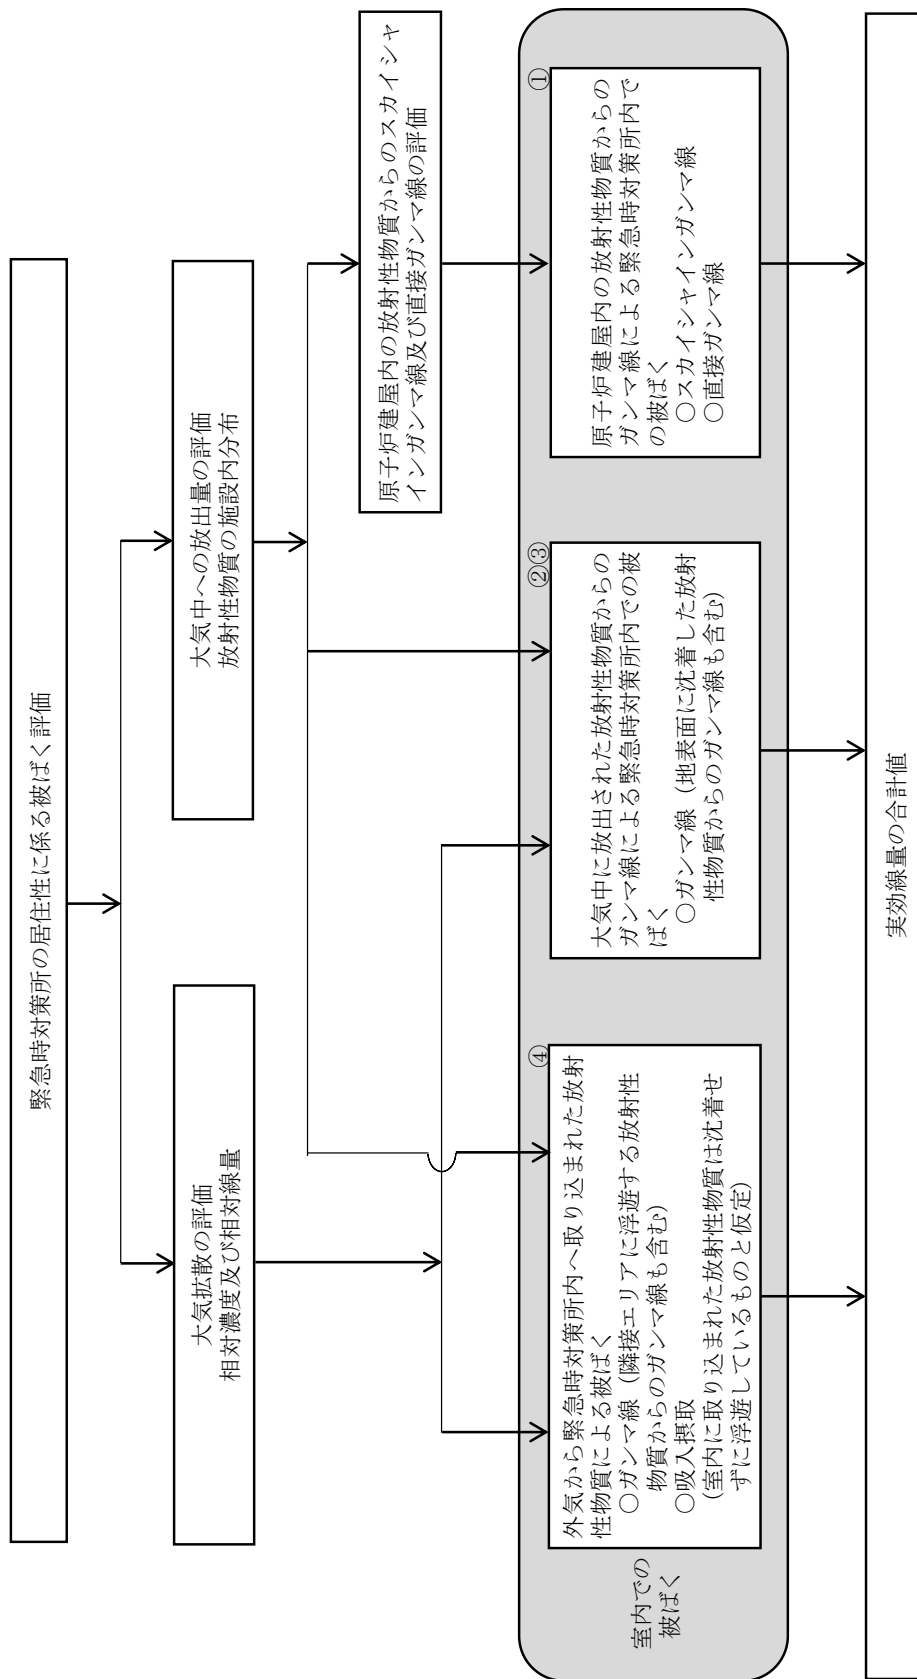 緊急時対策所の居住性に係る被ばく評価
大気拡散の評価
相対濃度及び相対線量
大気中への放出量の評価
放射性物質の施設内分布
原子炉建屋内の放射性物質からのスカイシャ
インガンマ線及び直接ガンマ線の評価
室内での
被ばく
④
外気から緊急時対策所内へ取り込まれた放射
性物質による被ばく
○ガンマ線（隣接エリアに浮遊する放射性
物質からのガンマ線も含む）
○吸入摂取
（室内に取り込まれた放射性物質は沈着せ
ずに浮遊しているものと仮定）
②③
大気中に放出された放射性物質からの
ガンマ線による緊急時対策所内での被
ばく
○ガンマ線（地表面に沈着した放射
性物質からのガンマ線も含む）
①
原子炉建屋内の放射性物質からの
ガンマ線による緊急時対策所内で
の被ばく
○スカイシャインガンマ線
○直接ガンマ線
実効線量の合計値